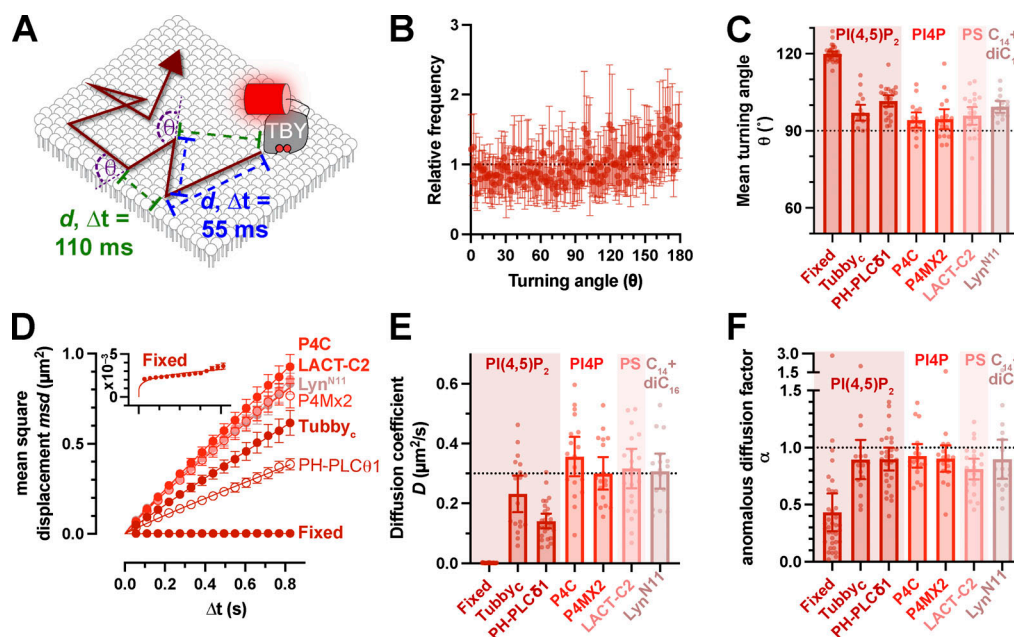 A
TBY
θ
θ
d, Δt =
110 ms
d, Δt =
55 ms
B
Relative frequency
3
2
1
0
0 30 60 90 120 150 180
Turning angle (θ)
C
Mean turning angle
θ (°)
120
90
60
PI(4,5)P2
PI4P
PS
C14+
diC1
Fixed
Tubbyc
PH-PLCδ1
P4C
P4MX2
LACT-C2
LynN11
D
mean square
displacement msd (µm2)
1.0
0.5
0.0
x10−3
5
0
Fixed
P4C
LACT-C2
LynN11
P4Mx2
Tubbyc
PH-PLCθ1
Fixed
0.0 0.2 0.4 0.6 0.8
Δt (s)
E
Diffusion coefficient
D (µm2/s)
0.6
0.4
0.2
0.0
PI(4,5)P2
PI4P
PS
C14+
diC16
Fixed
Tubbyc
PH-PLCδ1
P4C
P4MX2
LACT-C2
LynN11
F
anomalous diffusion factor
α
3.0
2.0
1.5
1.0
0.5
0.0
PI(4,5)P2
PI4P
PS
C14+
diC16
Fixed
Tubbyc
PH-PLCδ1
P4C
P4MX2
LACT-C2
LynN11